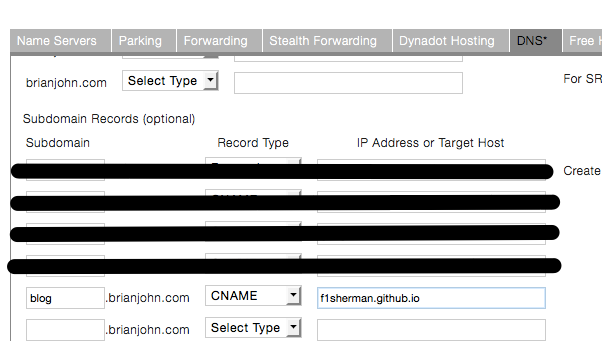 Name Servers Parking Forwarding Stealth Forwarding Dynadot Hosting DNS* Free H
brianjohn.com Select Type For SR
Subdomain Records (optional)
Subdomain Record Type IP Address or Target Host
Create
blog .brianjohn.com CNAME f1sherman.github.io
.brianjohn.com Select Type